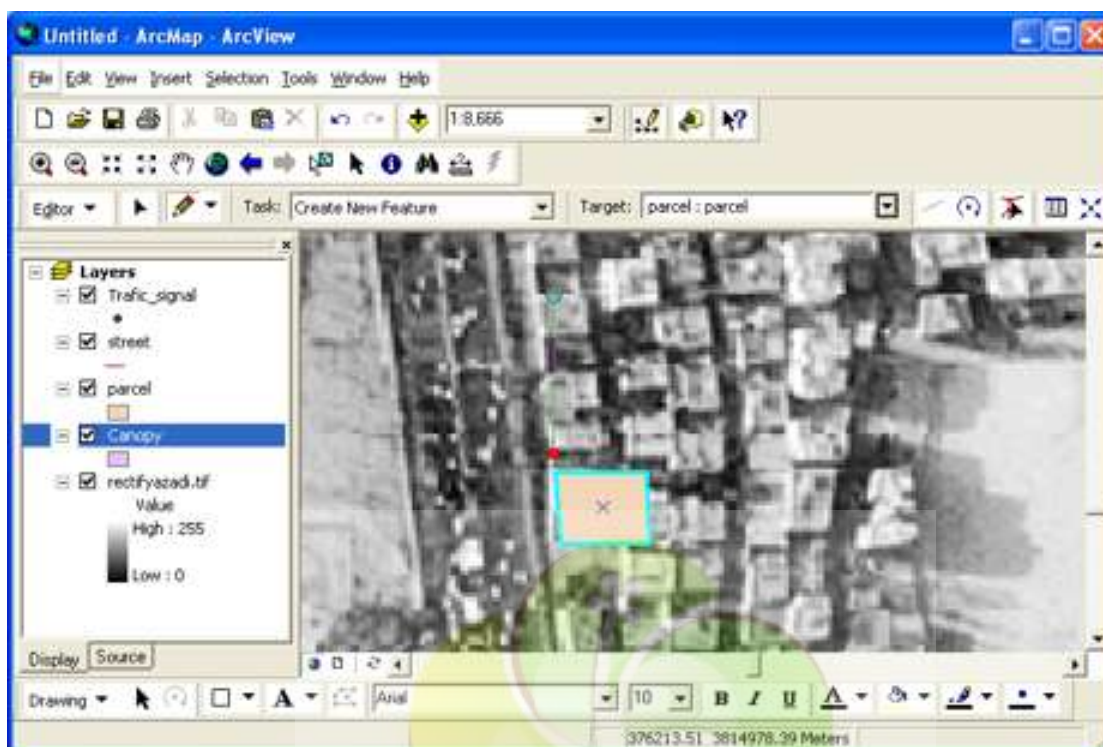 Untitled - ArcMap - ArcView
File Edit View Insert Selection Tools Window Help
1:8,666
Editor Task: Create New Feature Target: parcel : parcel
Layers
Trafic_signal
street
parcel
Canopy
rectifyazadi.tif
Value
High : 255
Low : 0
Display Source
Drawing A Arial 10 B I U A
376213.51 3814978.39 Meters